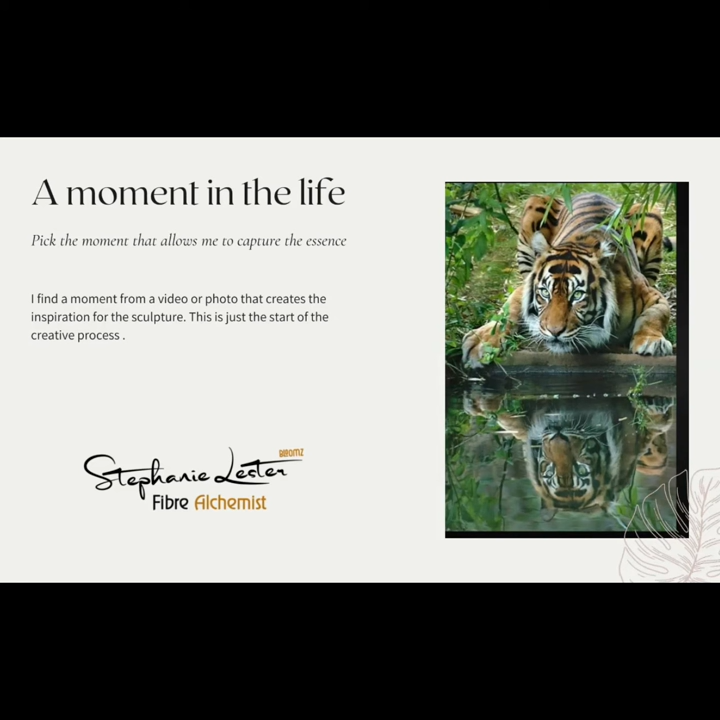 A moment in the life
Pick the moment that allows me to capture the essence
I find a moment from a video or photo that creates the
inspiration for the sculpture. This is just the start of the
creative process .
Stephanie Lester
Fibre Alchemist